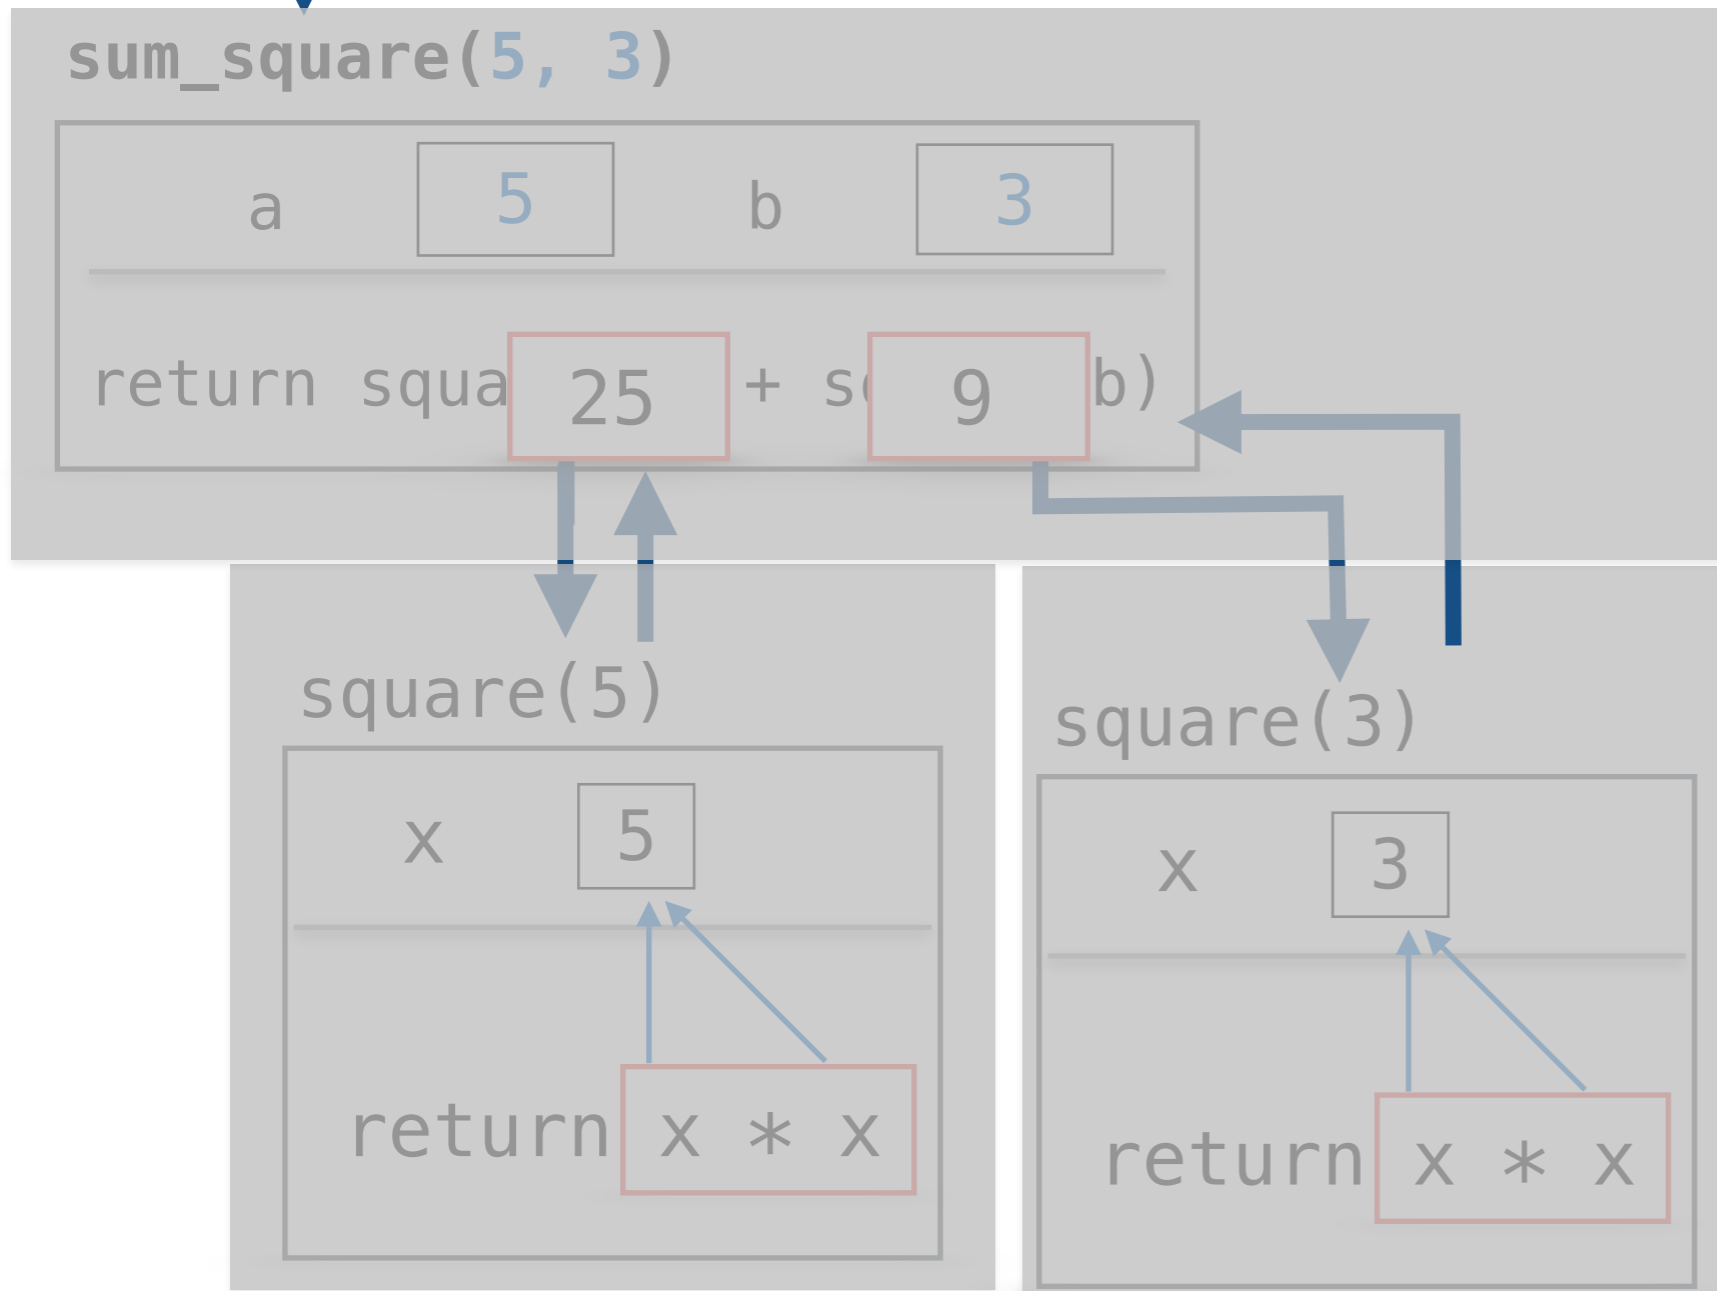 sum_square(5, 3)
a 5 b 3
return squa 25 + s 9 b)
square(5)
x 5
return x * x
square(3)
x 3
return x * x